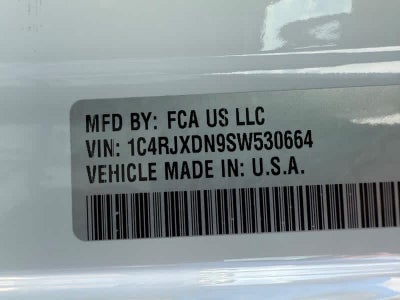 MFD BY: FCA US LLC
VIN: 1C4RJXDN9SW530664
VEHICLE MADE IN: U.S.A.